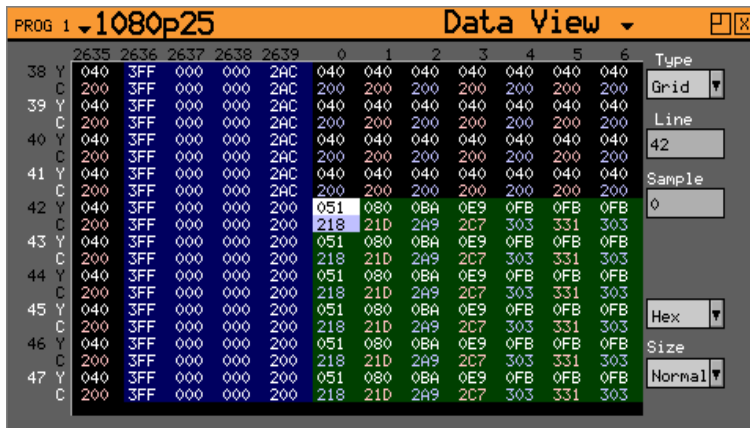 PROG 1 1080p25 Data View
2635 2636 2637 2638 2639 0 1 2 3 4 5 6 Type
38 Y 040 3FF 000 000 2AC 040 040 040 040 040 040 040
C 200 3FF 000 000 2AC 200 200 200 200 200 200 200 Grid
39 Y 040 3FF 000 000 2AC 040 040 040 040 040 040 040
C 200 3FF 000 000 2AC 200 200 200 200 200 200 200 Line
40 Y 040 3FF 000 000 2AC 040 040 040 040 040 040 040 42
C 200 3FF 000 000 2AC 200 200 200 200 200 200 200
41 Y 040 3FF 000 000 2AC 040 040 040 040 040 040 040 Sample
C 200 3FF 000 000 2AC 200 200 200 200 200 200 200
42 Y 040 3FF 000 000 200 051 080 0BA 0E9 0FB 0FB 0FB 0
C 200 3FF 000 000 200 218 21D 2A9 2C7 303 331 303
43 Y 040 3FF 000 000 200 051 080 0BA 0E9 0FB 0FB 0FB
C 200 3FF 000 000 200 218 21D 2A9 2C7 303 331 303
44 Y 040 3FF 000 000 200 051 080 0BA 0E9 0FB 0FB 0FB
C 200 3FF 000 000 200 218 21D 2A9 2C7 303 331 303
45 Y 040 3FF 000 000 200 051 080 0BA 0E9 0FB 0FB 0FB Hex
C 200 3FF 000 000 200 218 21D 2A9 2C7 303 331 303
46 Y 040 3FF 000 000 200 051 080 0BA 0E9 0FB 0FB 0FB Size
C 200 3FF 000 000 200 218 21D 2A9 2C7 303 331 303
47 Y 040 3FF 000 000 200 051 080 0BA 0E9 0FB 0FB 0FB Normal
C 200 3FF 000 000 200 218 21D 2A9 2C7 303 331 303